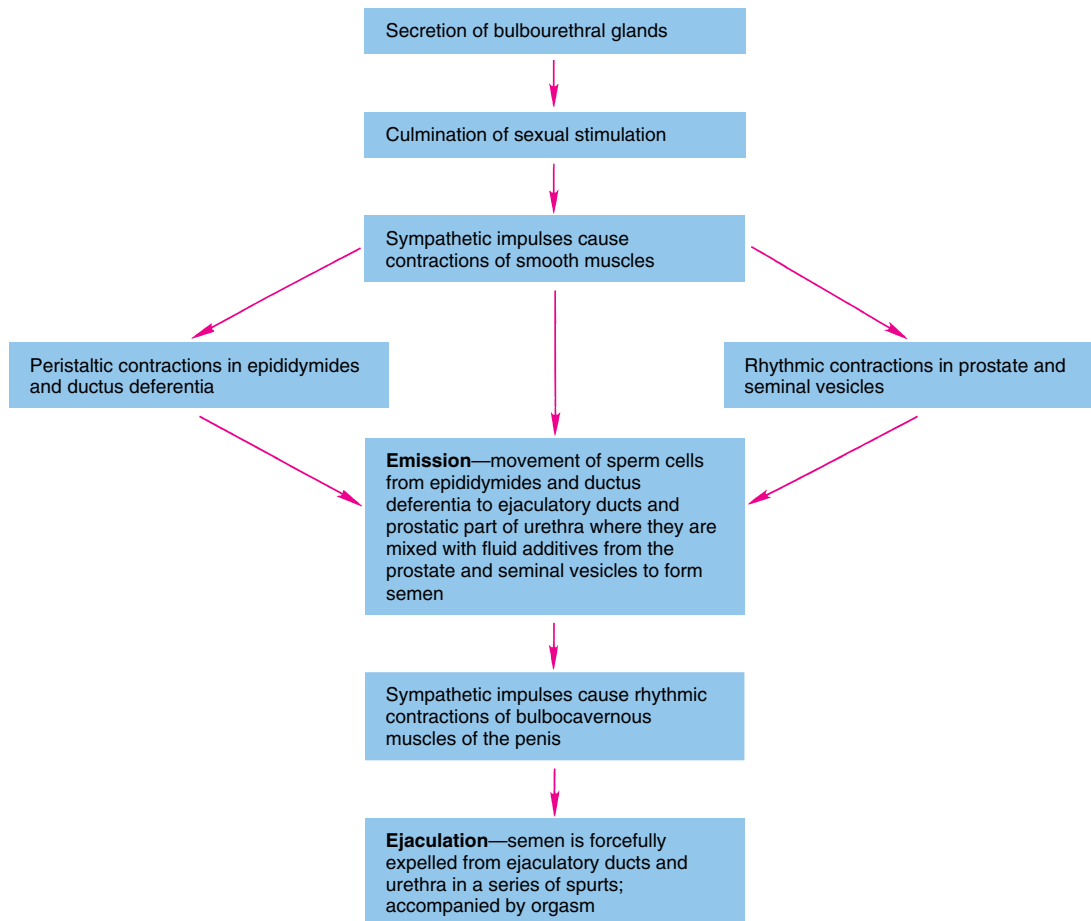 Secretion of bulbourethral glands
Culmination of sexual stimulation
Sympathetic impulses cause
contractions of smooth muscles
Peristaltic contractions in epididymides
and ductus deferentia
Rhythmic contractions in prostate and
seminal vesicles
Emission—movement of sperm cells
from epididymides and ductus
deferentia to ejaculatory ducts and
prostatic part of urethra where they are
mixed with fluid additives from the
prostate and seminal vesicles to form
semen
Sympathetic impulses cause rhythmic
contractions of bulbocavernous
muscles of the penis
Ejaculation—semen is forcefully
expelled from ejaculatory ducts and
urethra in a series of spurts;
accompanied by orgasm